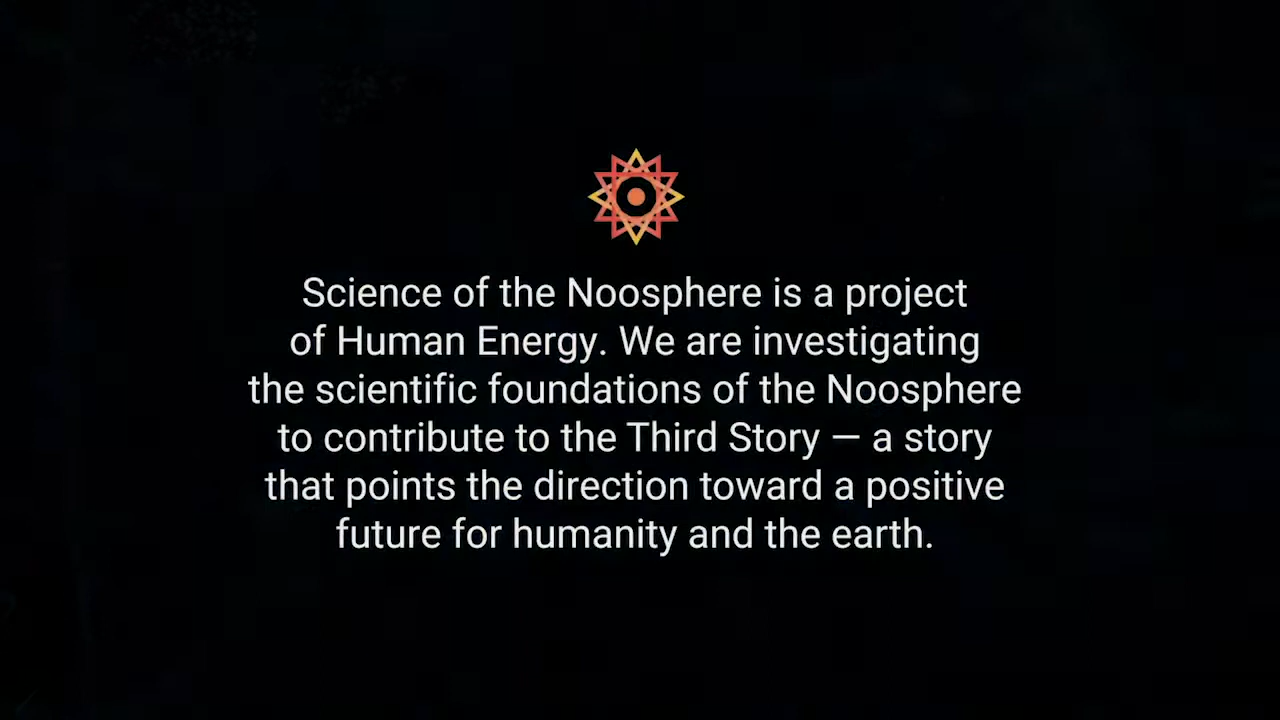 Science of the Noosphere is a project
of Human Energy. We are investigating
the scientific foundations of the Noosphere
to contribute to the Third Story — a story
that points the direction toward a positive
future for humanity and the earth.